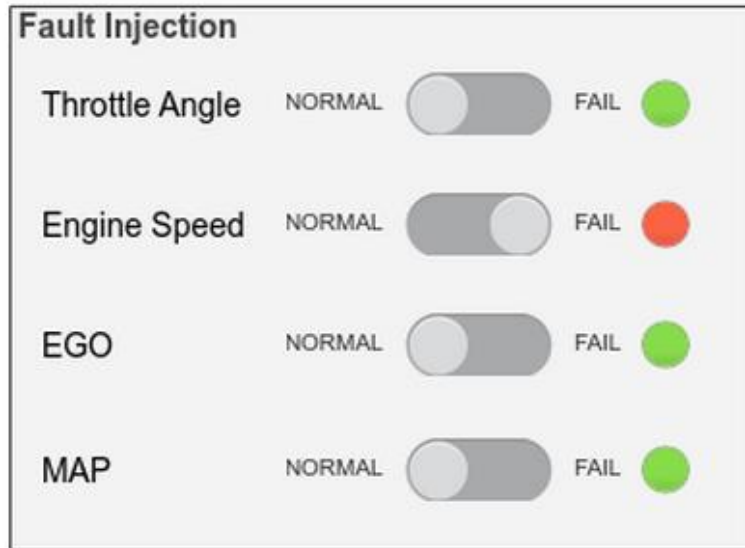 Fault Injection
Throttle Angle NORMAL FAIL
Engine Speed NORMAL FAIL
EGO NORMAL FAIL
MAP NORMAL FAIL